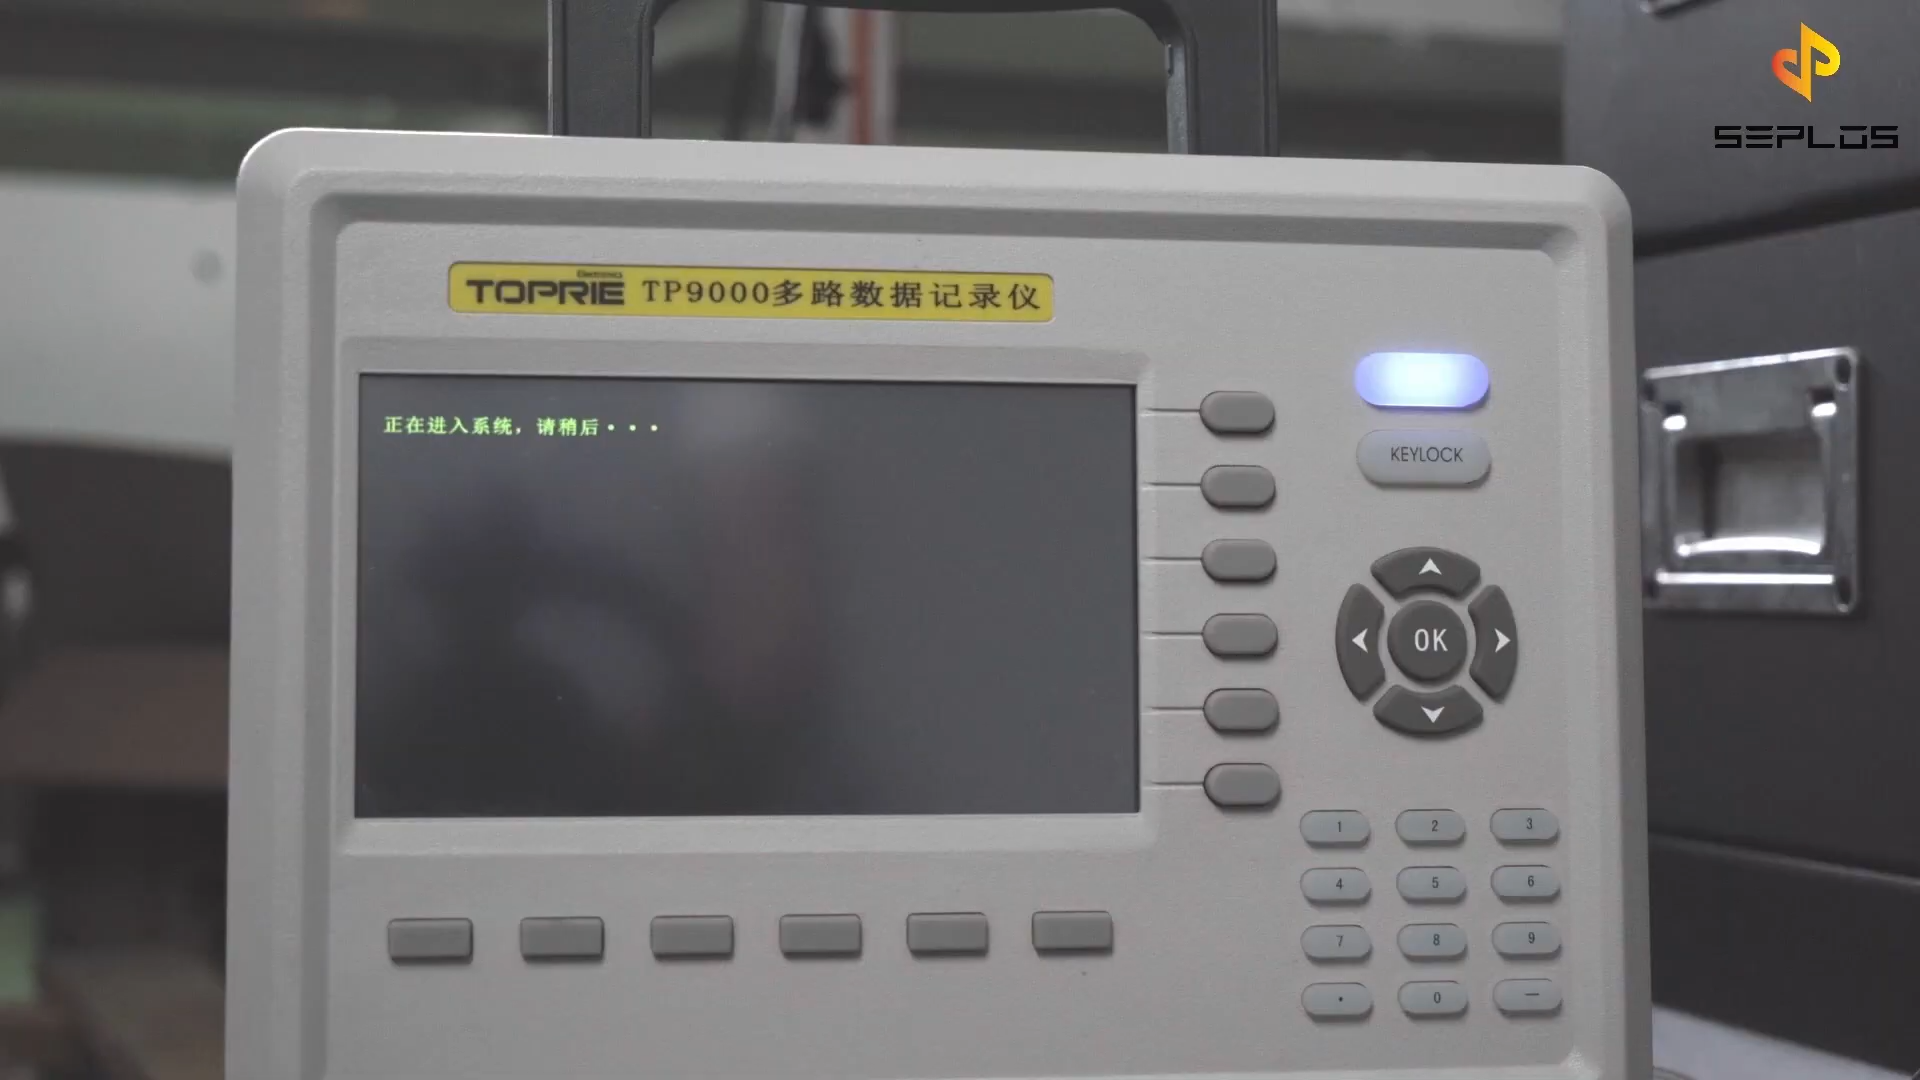 SEPLOS
Electronics
TOPRIE TP9000多路数据记录仪
正在进入系统，请稍后···
KEYLOCK
OK
1 2 3
4 5 6
7 8 9
· 0 —